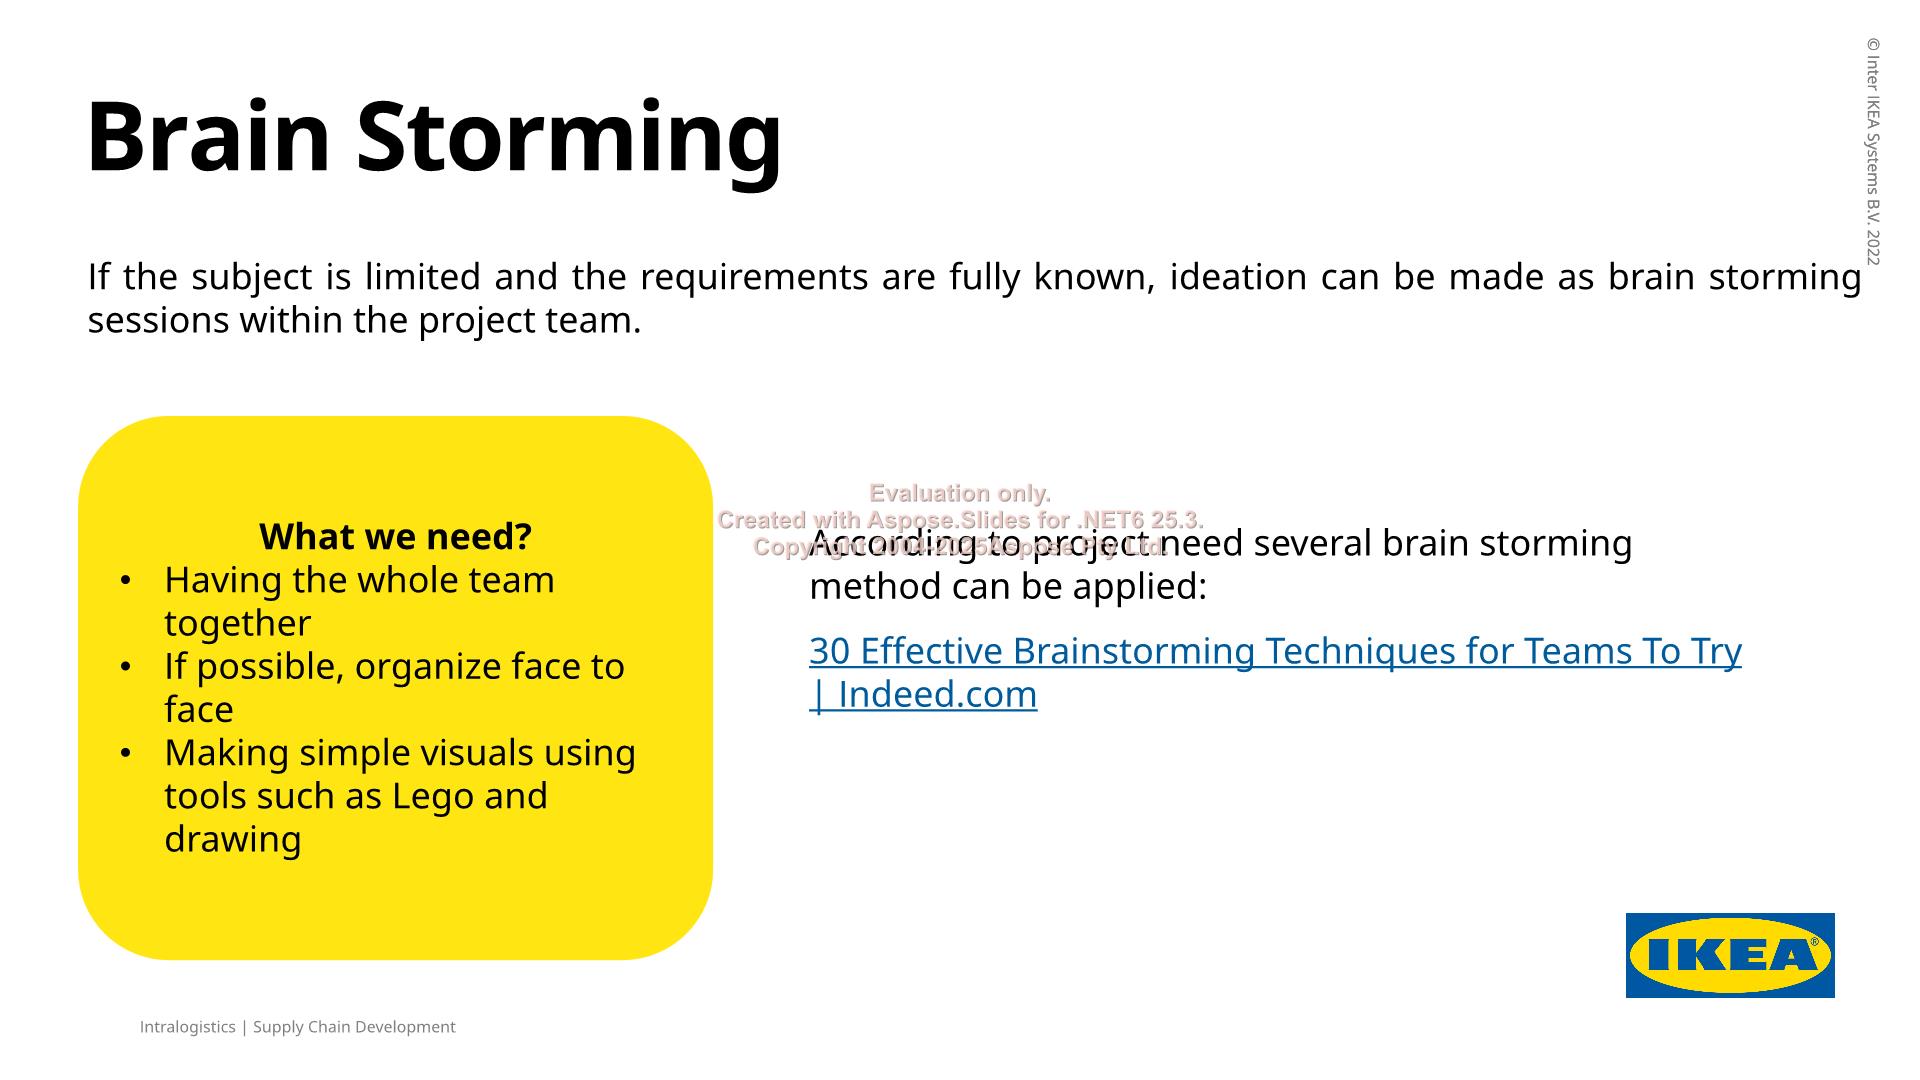 © Inter IKEA Systems B.V. 2022
Brain Storming
If the subject is limited and the requirements are fully known, ideation can be made as brain storming
sessions within the project team.
What we need?
• Having the whole team
together
• If possible, organize face to
face
• Making simple visuals using
tools such as Lego and
drawing
Evaluation only.
Created with Aspose.Slides for .NET6 25.3.
Copyright 2004-2025Aspose Pty Ltd.
According to project need several brain storming
method can be applied:
30 Effective Brainstorming Techniques for Teams To Try
| Indeed.com
IKEA®
Intralogistics | Supply Chain Development